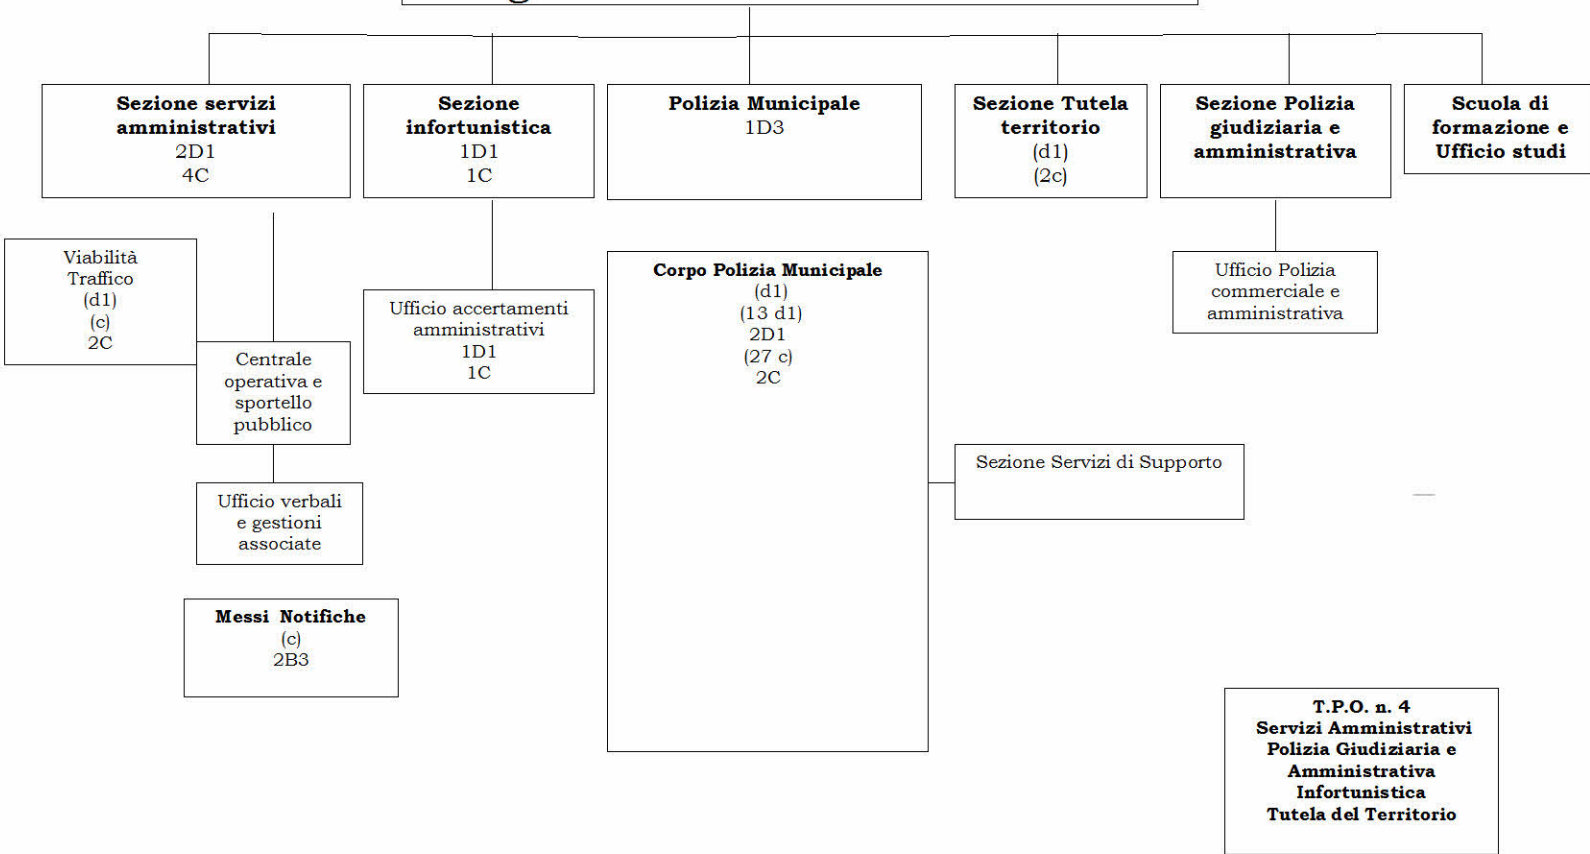 Sezione servizi
amministrativi
2D1
4C
Sezione
infortunistica
1D1
1C
Polizia Municipale
1D3
Sezione Tutela
territorio
(d1)
(2c)
Sezione Polizia
giudiziaria e
amministrativa
Scuola di
formazione e
Ufficio studi
Viabilità
Traffico
(d1)
(c)
2C
Centrale
operativa e
sportello
pubblico
Ufficio verbali
e gestioni
associate
Messi Notifiche
(c)
2B3
Ufficio accertamenti
amministrativi
1D1
1C
Corpo Polizia Municipale
(d1)
(13 d1)
2D1
(27 c)
2C
Sezione Servizi di Supporto
Ufficio Polizia
commerciale e
amministrativa
T.P.O. n. 4
Servizi Amministrativi
Polizia Giudiziaria e
Amministrativa
Infortunistica
Tutela del Territorio